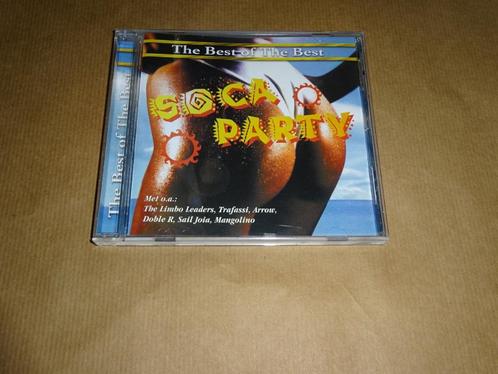 The Best of The Best
The Best of The Best
SOCA
PARTY
Met o.a.:
The Limbo Leaders, Trafassi, Arrow,
Doble R, Sail Joia, Mangolino